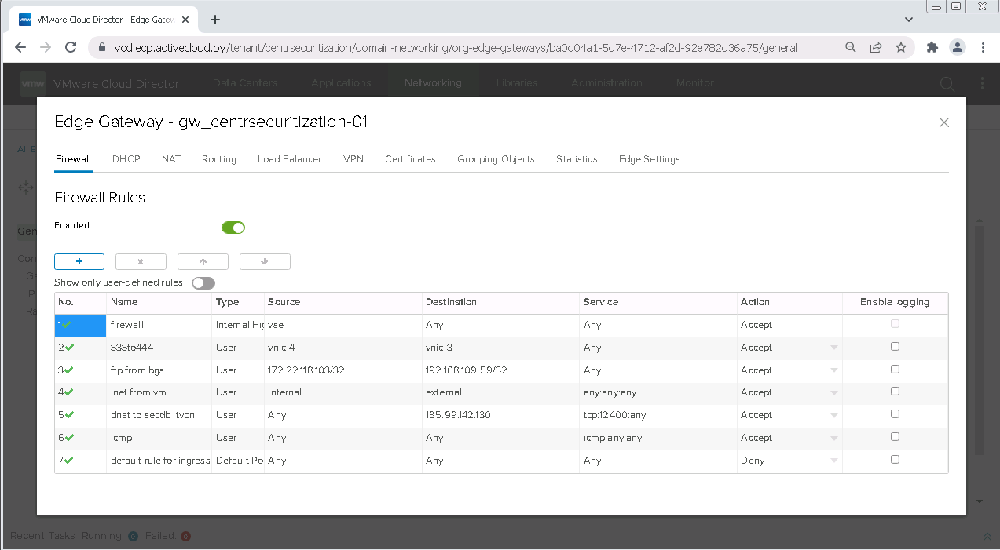 vmw VMware Cloud Director - Edge Gatew
vcd.ecp.activecloud.by/tenant/centrsecuritization/domain-networking/org-edge-gateways/ba0d04a1-5d7e-4712-af2d-92e782d36a75/general
vmw VMware Cloud Director Data Centers Applications Networking Libraries Administration Monitor
Edge Gateway - gw_centrsecuritization-01
All E
Firewall DHCP NAT Routing Load Balancer VPN Certificates Grouping Objects Statistics Edge Settings
Firewall Rules
Enabled
Gen
Con
Ga
IP
Ra
Show only user-defined rules
No. Name Type Source Destination Service Action Enable logging
1 firewall Internal Hig vse Any Any Accept
2 333to444 User vnic-4 vnic-3 Any Accept
3 ftp from bgs User 172.22.118.103/32 192.168.109.59/32 Any Accept
4 inet from vm User internal external any:any:any Accept
5 dnat to secdb itvpn User Any 185.99.142.130 tcp:12400:any Accept
6 icmp User Any Any icmp:any:any Accept
7 default rule for ingress Default Po Any Any Any Deny
Recent Tasks Running: 0 Failed: 0